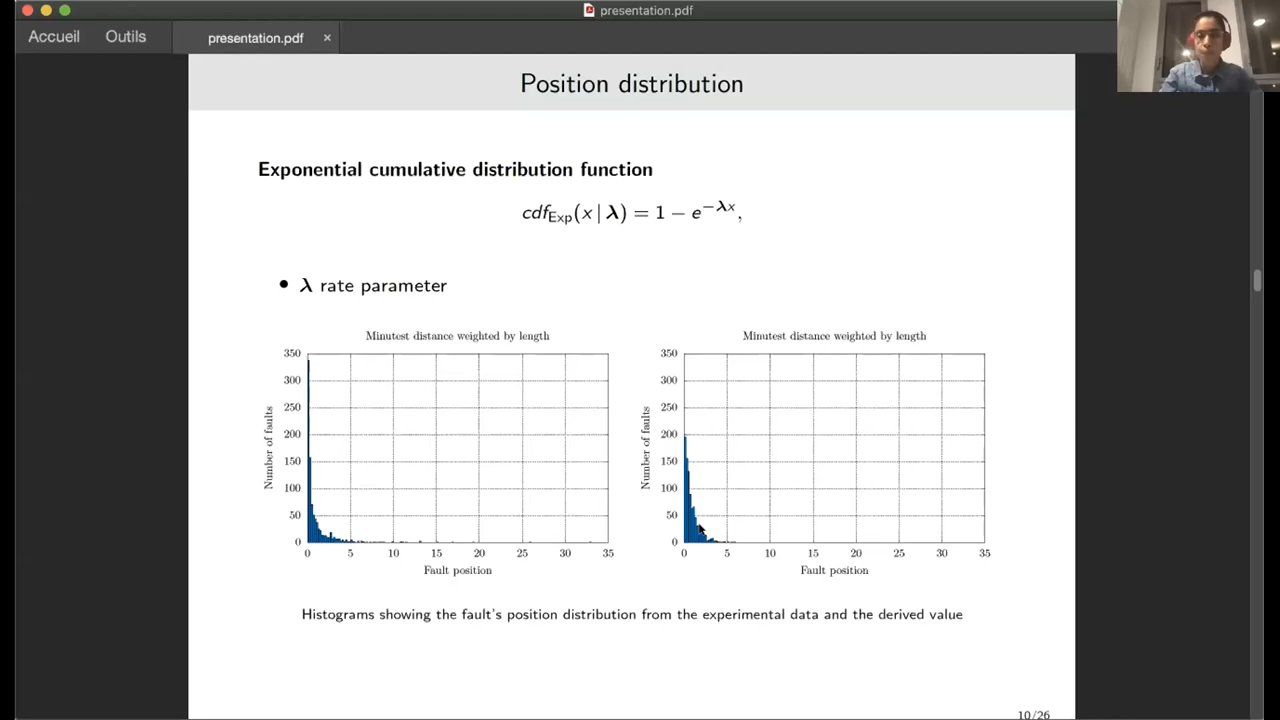 presentation.pdf
Accueil Outils presentation.pdf ×
Position distribution
Exponential cumulative distribution function
cdf_Exp(x | λ) = 1 − e^{−λx},
• λ rate parameter
Minutest distance weighted by length
350
300
250
200
150
100
50
0
Number of faults
0 5 10 15 20 25 30 35
Fault position
Minutest distance weighted by length
350
300
250
200
150
100
50
0
Number of faults
0 5 10 15 20 25 30 35
Fault position
Histograms showing the fault's position distribution from the experimental data and the derived value
10/26